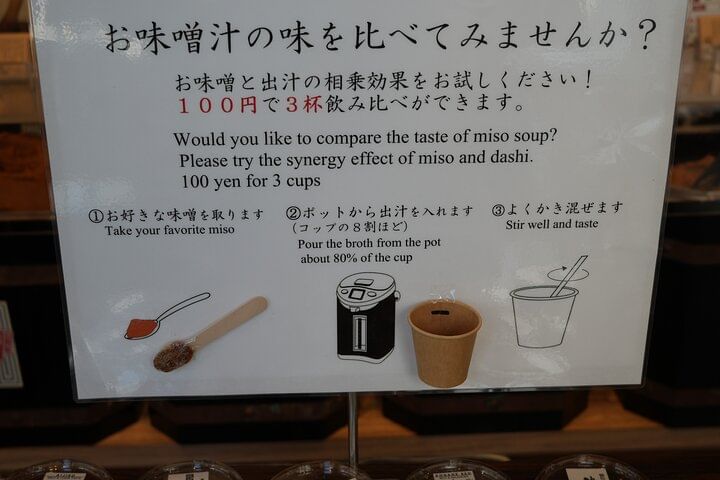 お味噌汁の味を比べてみませんか？
お味噌と出汁の相乗効果をお試しください！
１００円で３杯飲み比べができます。
Would you like to compare the taste of miso soup?
Please try the synergy effect of miso and dashi.
100 yen for 3 cups
①お好きな味噌を取ります
Take your favorite miso
②ポットから出汁を入れます
（コップの８割ほど）
Pour the broth from the pot
about 80% of the cup
③よくかき混ぜます
Stir well and taste